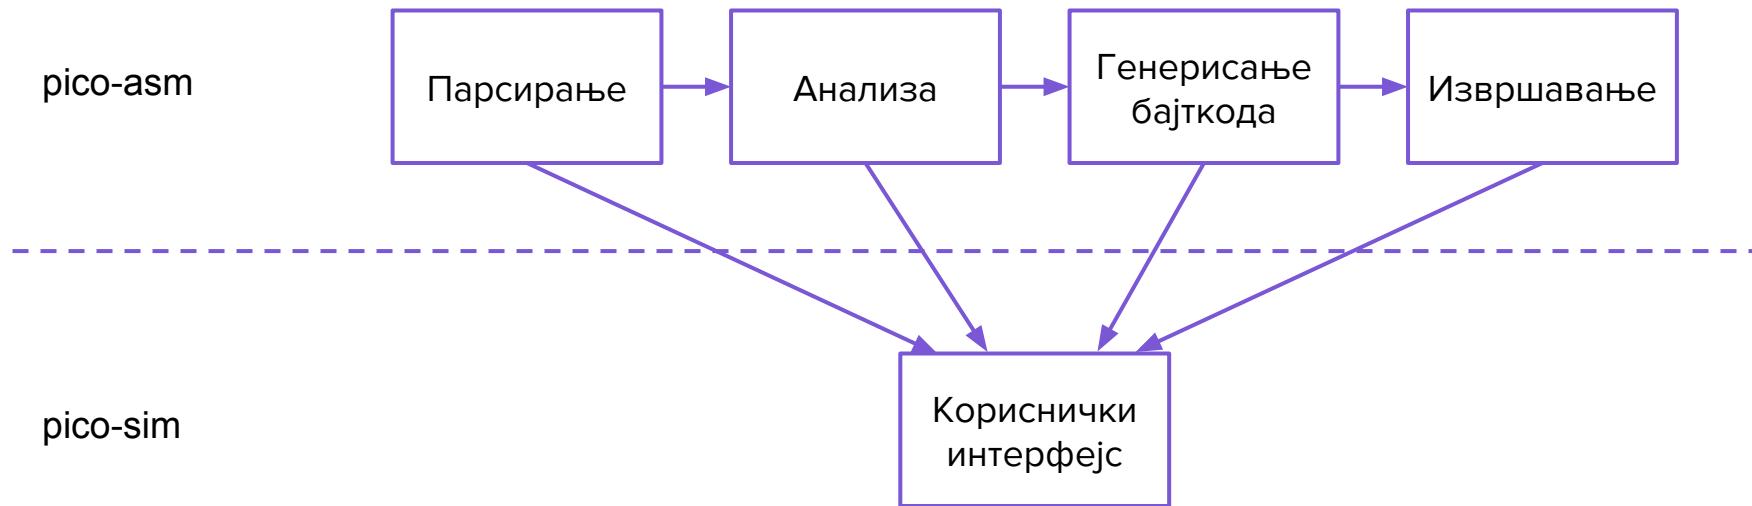 pico-asm
Парсирање
Анализа
Генерисање
бајткода
Извршавање
pico-sim
Кориснички
интерфејс